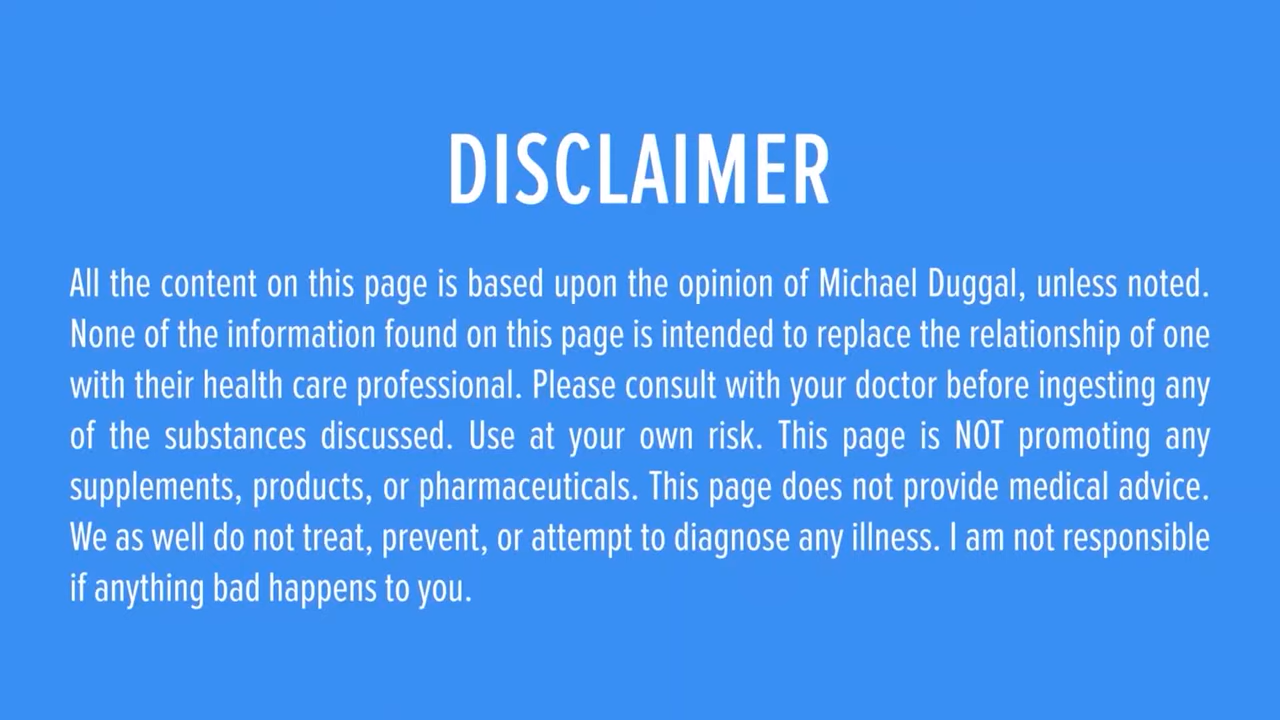 DISCLAIMER
All the content on this page is based upon the opinion of Michael Duggal, unless noted.
None of the information found on this page is intended to replace the relationship of one
with their health care professional. Please consult with your doctor before ingesting any
of the substances discussed. Use at your own risk. This page is NOT promoting any
supplements, products, or pharmaceuticals. This page does not provide medical advice.
We as well do not treat, prevent, or attempt to diagnose any illness. I am not responsible
if anything bad happens to you.